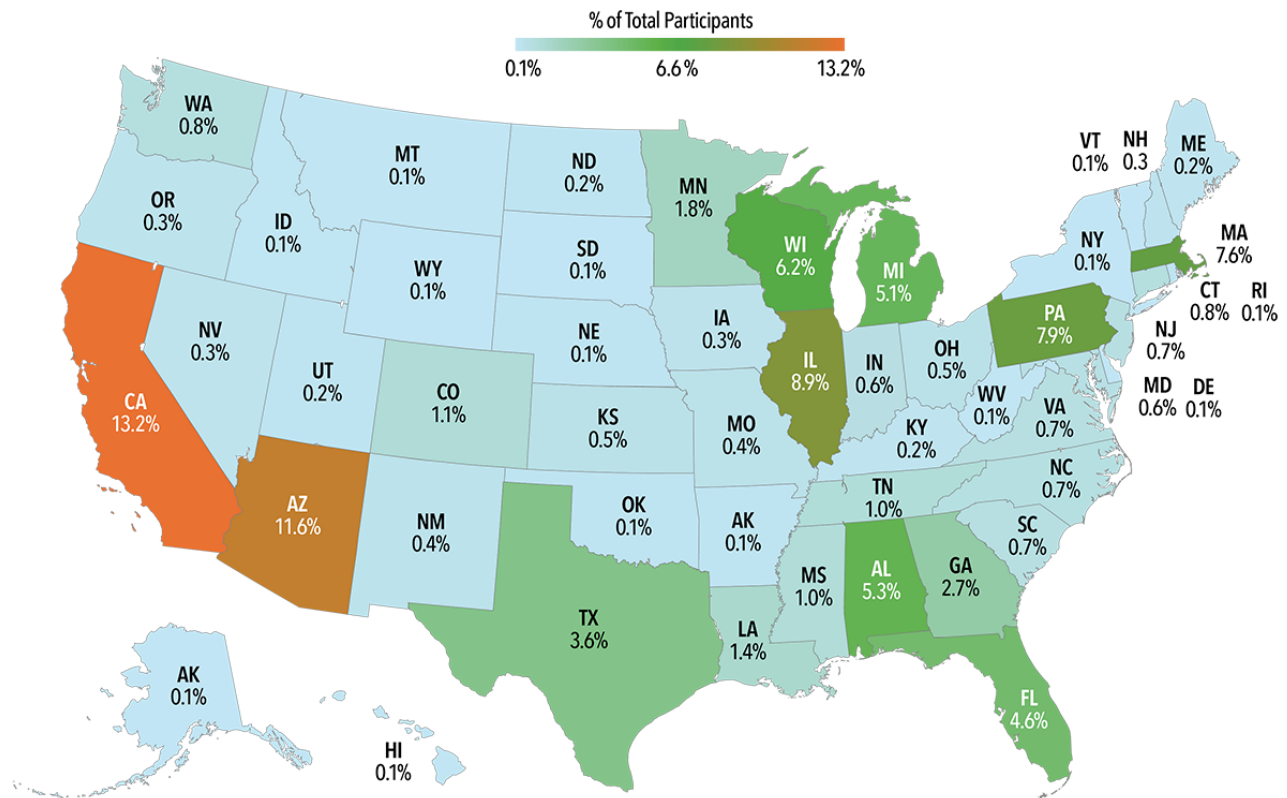 % of Total Participants
0.1% 6.6% 13.2%
WA
0.8%
OR
0.3%
ID
0.1%
MT
0.1%
ND
0.2%
MN
1.8%
WI
6.2%
MI
5.1%
VT
0.1%
NH
0.3
ME
0.2%
NY
0.1%
MA
7.6%
CT
0.8%
RI
0.1%
WY
0.1%
SD
0.1%
IA
0.3%
NE
0.1%
PA
7.9%
NJ
0.7%
MD
0.6%
DE
0.1%
NV
0.3%
UT
0.2%
CO
1.1%
KS
0.5%
MO
0.4%
IL
8.9%
IN
0.6%
OH
0.5%
WV
0.1%
VA
0.7%
KY
0.2%
CA
13.2%
AZ
11.6%
NM
0.4%
OK
0.1%
AK
0.1%
TN
1.0%
NC
0.7%
SC
0.7%
MS
1.0%
AL
5.3%
GA
2.7%
TX
3.6%
LA
1.4%
FL
4.6%
AK
0.1%
HI
0.1%